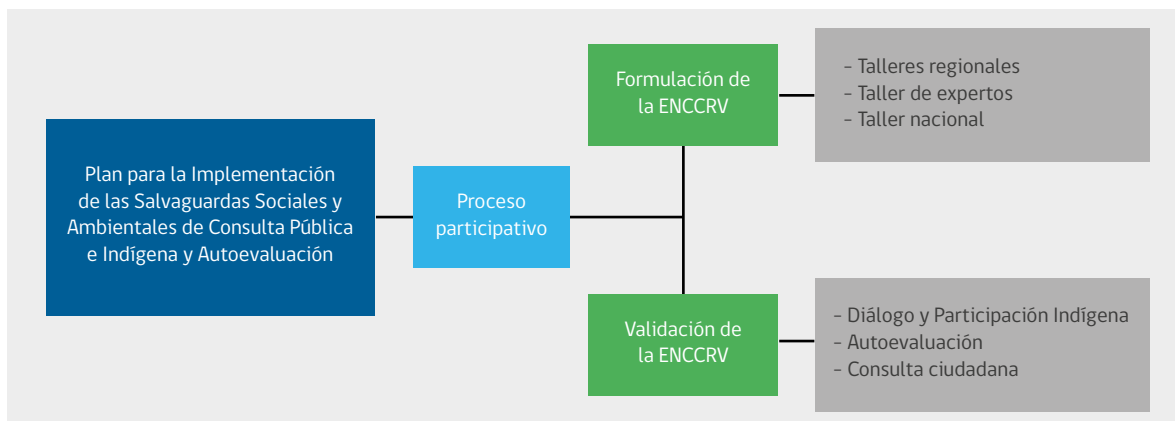 Plan para la Implementación
de las Salvaguardas Sociales y
Ambientales de Consulta Pública
e Indígena y Autoevaluación
Proceso
participativo
Formulación de
la ENCCRV
– Talleres regionales
– Taller de expertos
– Taller nacional
Validación de
la ENCCRV
– Diálogo y Participación Indígena
– Autoevaluación
– Consulta ciudadana